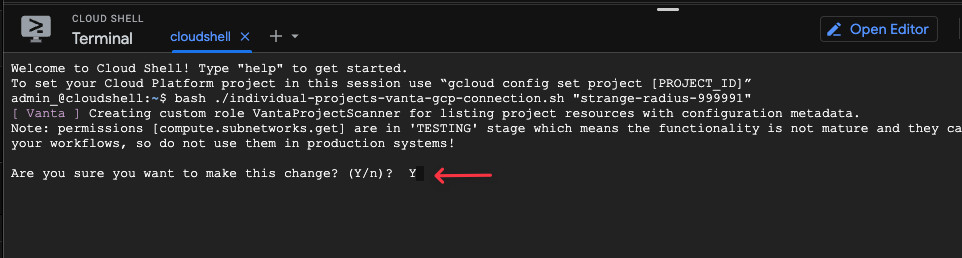 CLOUD SHELL
Terminal
cloudshell
Open Editor
Welcome to Cloud Shell! Type "help" to get started.
To set your Cloud Platform project in this session use “gcloud config set project [PROJECT_ID]”
admin_@cloudshell:~$ bash ./individual-projects-vanta-gcp-connection.sh "strange-radius-999991"
[ Vanta ] Creating custom role VantaProjectScanner for listing project resources with configuration metadata.
Note: permissions [compute.subnetworks.get] are in 'TESTING' stage which means the functionality is not mature and they ca
your workflows, so do not use them in production systems!
Are you sure you want to make this change? (Y/n)? Y